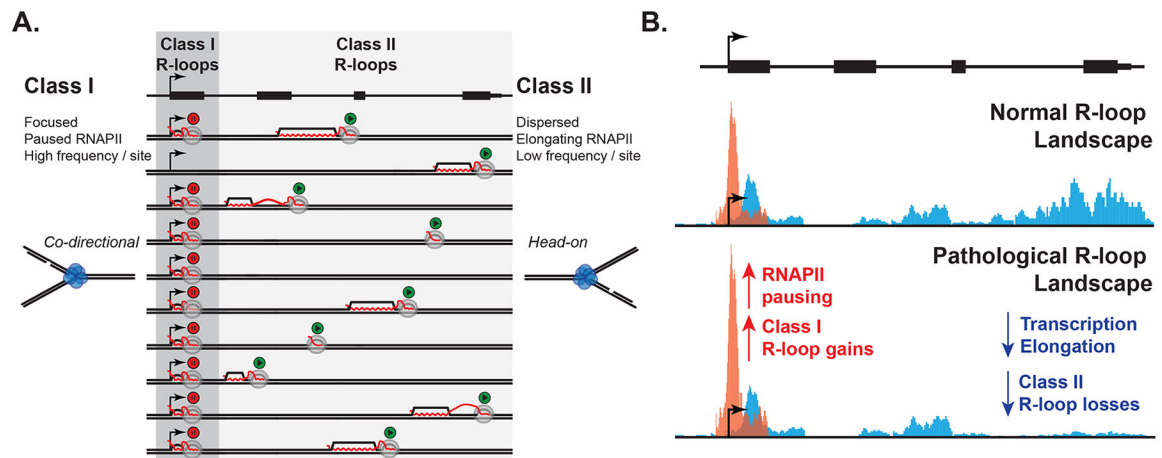 A.
Class I
R-loops
Class II
R-loops
Class I
Focused
Paused RNAPII
High frequency / site
Class II
Dispersed
Elongating RNAPII
Low frequency / site
Co-directional
Head-on
B.
Normal R-loop
Landscape
Pathological R-loop
Landscape
RNAPII
pausing
Class I
R-loop gains
Transcription
Elongation
Class II
R-loop losses